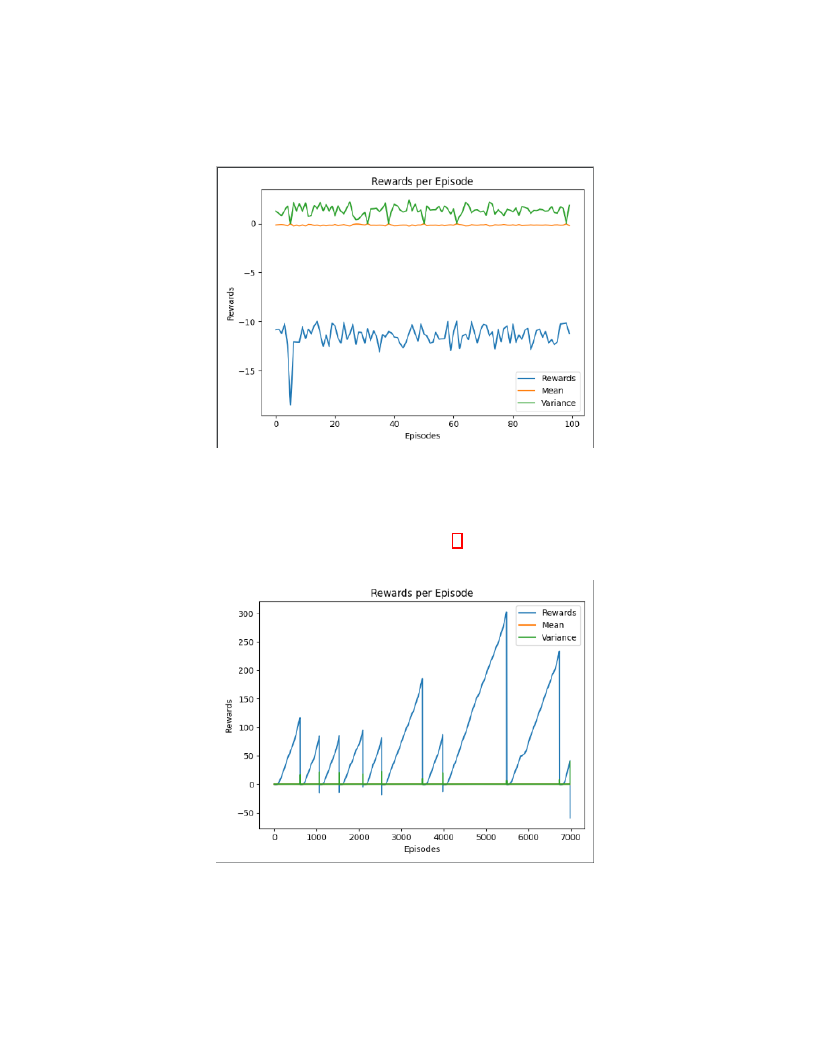 Rewards per Episode
Rewards
0
−5
−10
−15
Rewards
Mean
Variance
0 20 40 60 80 100
Episodes
Rewards per Episode
Rewards
300
250
200
150
100
50
0
−50
Rewards
Mean
Variance
0 1000 2000 3000 4000 5000 6000 7000
Episodes